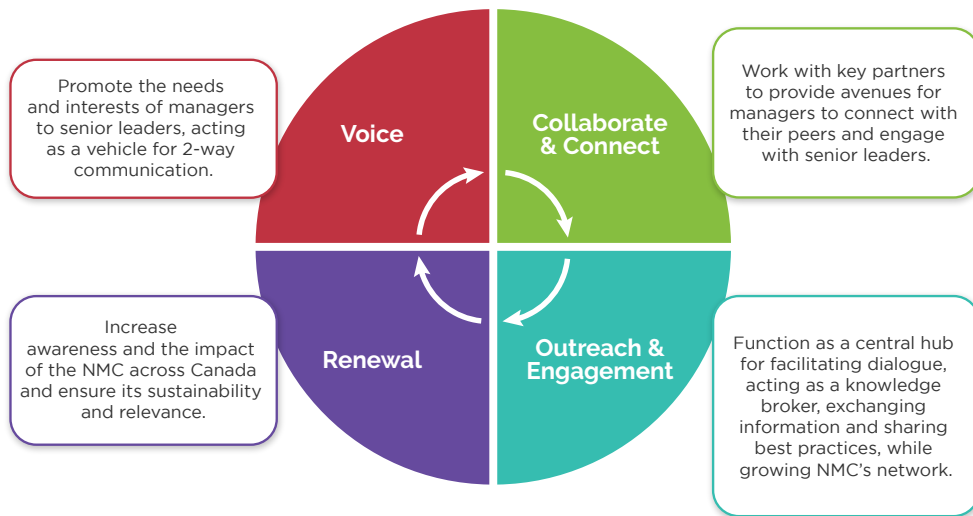 Promote the needs
and interests of managers
to senior leaders, acting
as a vehicle for 2-way
communication.
Voice
Collaborate
& Connect
Work with key partners
to provide avenues for
managers to connect with
their peers and engage
with senior leaders.
Increase
awareness and the impact
of the NMC across Canada
and ensure its sustainability
and relevance.
Renewal
Outreach &
Engagement
Function as a central hub
for facilitating dialogue,
acting as a knowledge
broker, exchanging
information and sharing
best practices, while
growing NMC’s network.